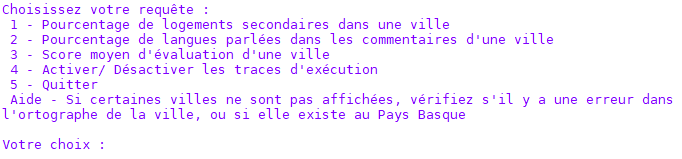 Choisissez votre requête :
1 - Pourcentage de logements secondaires dans une ville
2 - Pourcentage de langues parlées dans les commentaires d'une ville
3 - Score moyen d'évaluation d'une ville
4 - Activer/ Désactiver les traces d'exécution
5 - Quitter
Aide - Si certaines villes ne sont pas affichées, vérifiez s'il y a une erreur dans
l'ortographe de la ville, ou si elle existe au Pays Basque
Votre choix :